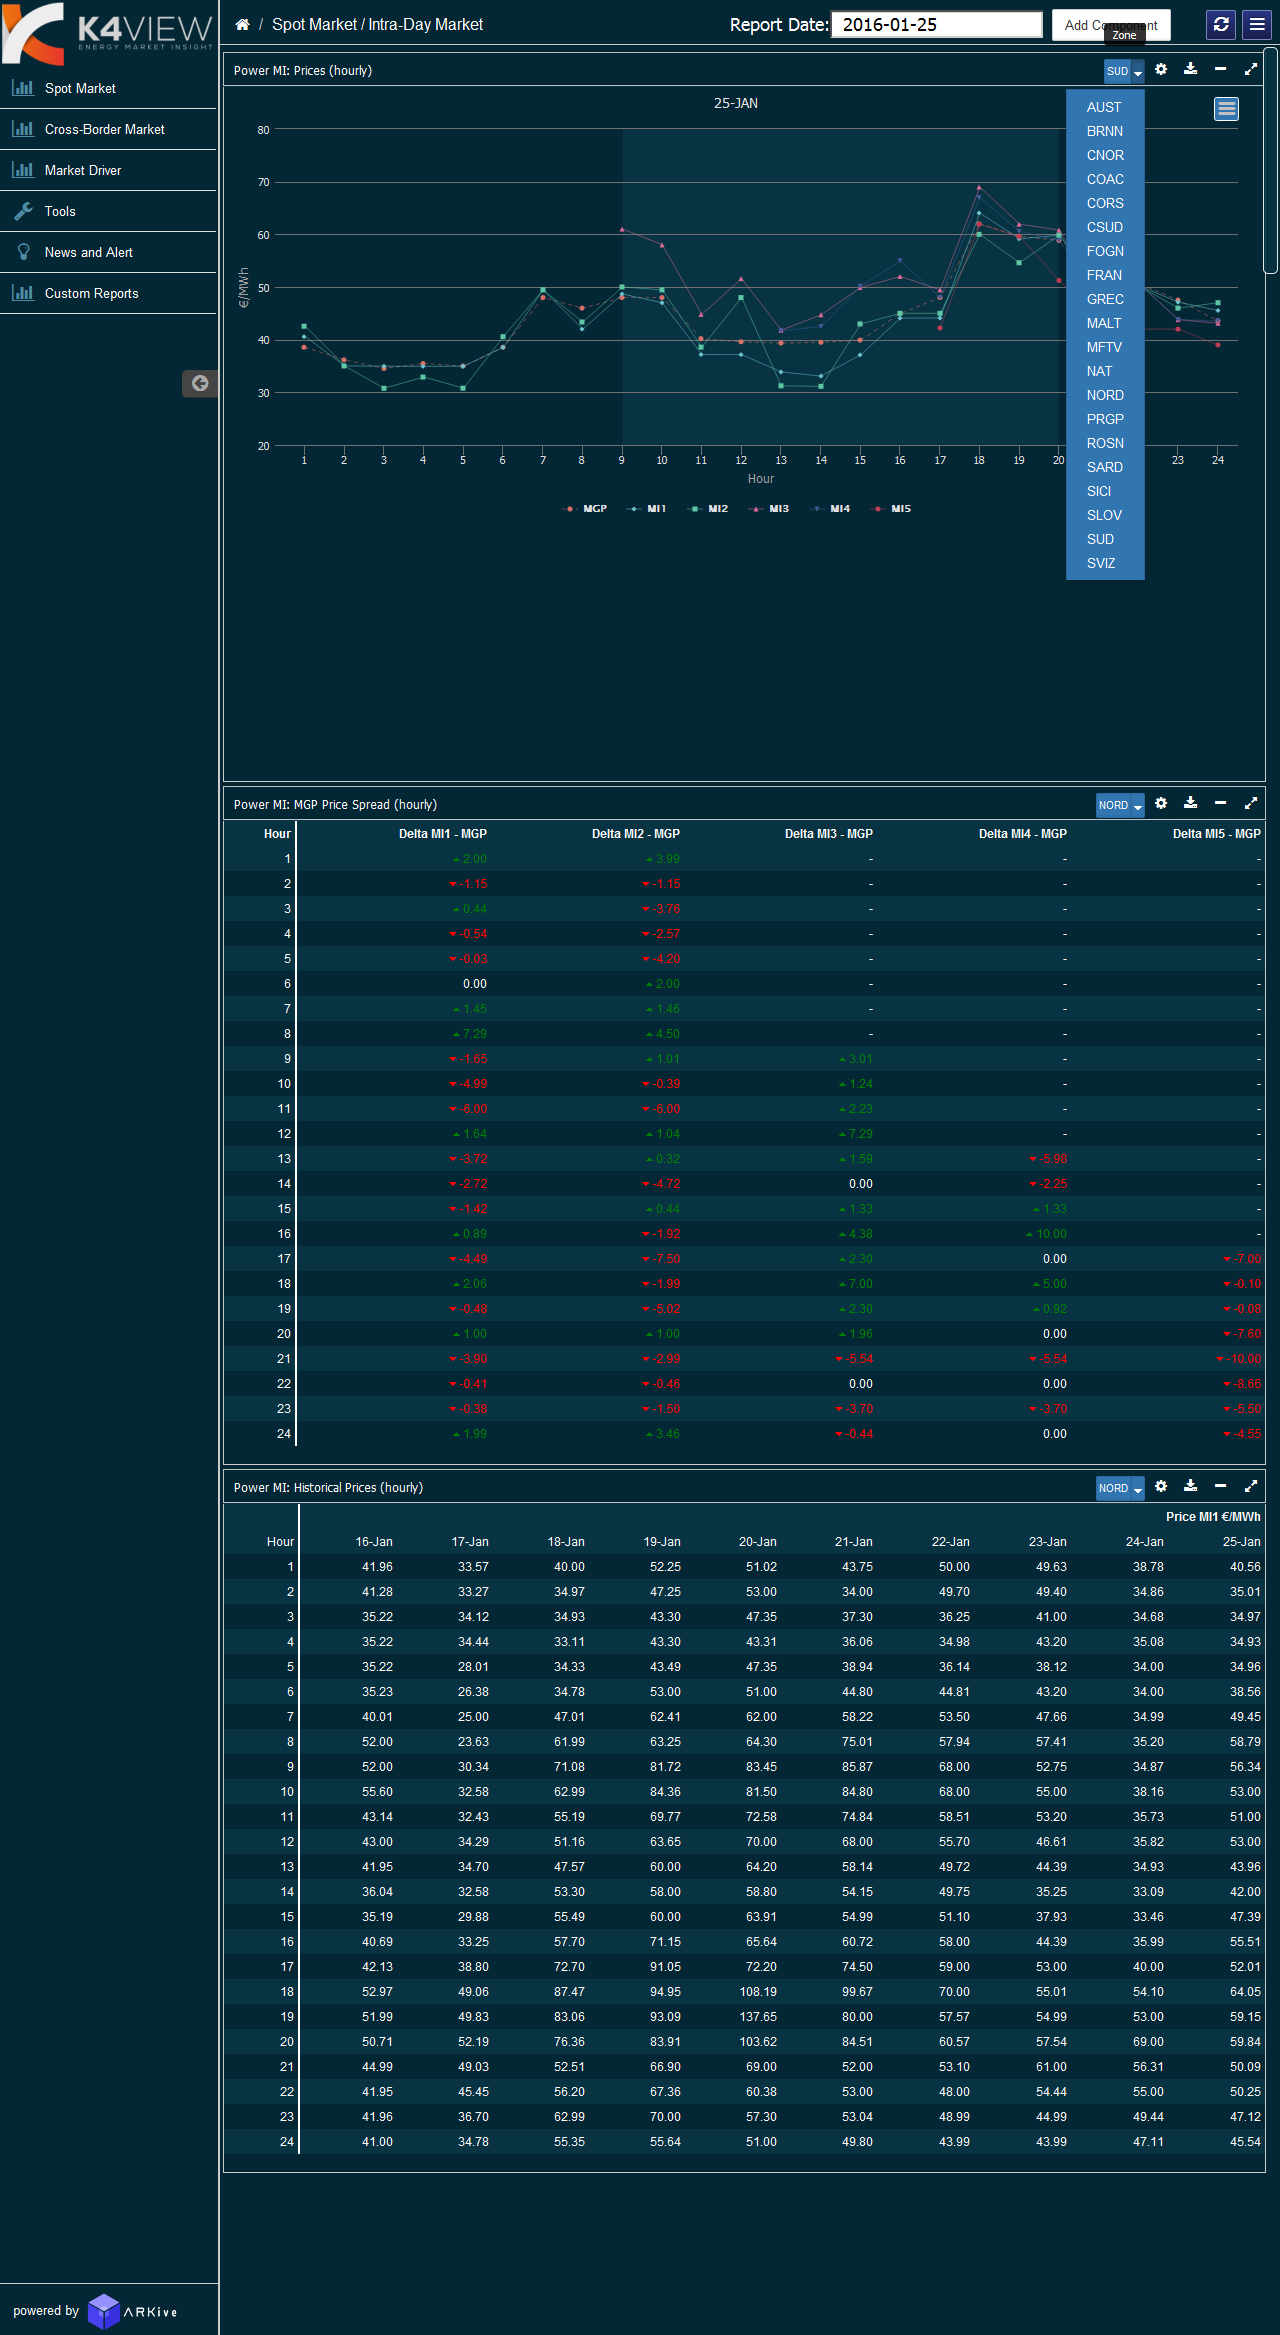 K4VIEW
ENERGY MARKET INSIGHT
Spot Market
Cross-Border Market
Market Driver
Tools
News and Alert
Custom Reports
/ Spot Market / Intra-Day Market
Report Date: 2016-01-25
Zone
Power MI: Prices (hourly)
SUD
25-JAN
AUST
BRNN
CNOR
COAC
CORS
CSUD
FOGN
FRAN
GREC
MALT
MFTV
NAT
NORD
PRGP
ROSN
SARD
SICI
SLOV
SUD
SVIZ
80
70
60
50
40
30
20
€/MWh
1 2 3 4 5 6 7 8 9 10 11 12 13 14 15 16 17 18 19 20 23 24
Hour
MGP MI1 MI2 MI3 MI4 MI5
Power MI: MGP Price Spread (hourly) NORD
Hour Delta MI1 - MGP Delta MI2 - MGP Delta MI3 - MGP Delta MI4 - MGP Delta MI5 - MGP
1 2.00 3.99 - - -
2 -1.15 -1.15 - - -
3 0.44 -3.76 - - -
4 -0.54 -2.57 - - -
5 -0.03 -4.20 - - -
6 0.00 2.00 - - -
7 1.45 1.46 - - -
8 7.29 4.50 - - -
9 -1.65 1.01 3.01 - -
10 -4.99 -0.39 1.24 - -
11 -6.00 -6.00 2.23 - -
12 1.64 1.04 7.29 - -
13 -3.72 0.32 1.59 -5.98 -
14 -2.72 -4.72 0.00 -2.25 -
15 -1.42 0.44 1.33 1.33 -
16 0.89 -1.92 4.38 10.00 -
17 -4.49 -7.50 2.30 0.00 -7.00
18 2.06 -1.99 7.00 5.00 -0.10
19 -0.48 -5.02 2.30 0.92 -0.08
20 1.00 1.00 1.96 0.00 -7.60
21 -3.90 -2.99 -5.54 -5.54 -10.00
22 -0.41 -0.46 0.00 0.00 -8.66
23 -0.38 -1.50 -3.70 -3.70 -5.50
24 1.99 3.46 -0.44 0.00 -4.55
Power MI: Historical Prices (hourly) NORD
Price MI1 €/MWh
Hour 16-Jan 17-Jan 18-Jan 19-Jan 20-Jan 21-Jan 22-Jan 23-Jan 24-Jan 25-Jan
1 41.96 33.57 40.00 52.25 51.02 43.75 50.00 49.63 38.78 40.56
2 41.28 33.27 34.97 47.25 53.00 34.00 49.70 49.40 34.86 35.01
3 35.22 34.12 34.93 43.30 47.35 37.30 36.25 41.00 34.68 34.97
4 35.22 34.44 33.11 43.30 43.31 36.06 34.98 43.20 35.08 34.93
5 35.22 28.01 34.33 43.49 47.35 38.94 36.14 38.12 34.00 34.96
6 35.23 26.38 34.78 53.00 51.00 44.80 44.81 43.20 34.00 38.56
7 40.01 25.00 47.01 62.41 62.00 58.22 53.50 47.66 34.99 49.45
8 52.00 23.63 61.99 63.25 64.30 75.01 57.94 57.41 35.20 58.79
9 52.00 30.34 71.08 81.72 83.45 85.87 68.00 52.75 34.87 56.34
10 55.60 32.58 62.99 84.36 81.50 84.80 68.00 55.00 38.16 53.00
11 43.14 32.43 55.19 69.77 72.58 74.84 58.51 53.20 35.73 51.00
12 43.00 34.29 51.16 63.65 70.00 68.00 55.70 46.61 35.82 53.00
13 41.95 34.70 47.57 60.00 64.20 58.14 49.72 44.39 34.93 43.96
14 36.04 32.58 53.30 58.00 58.80 54.15 49.75 35.25 33.09 42.00
15 35.19 29.88 55.49 60.00 63.91 54.99 51.10 37.93 33.46 47.39
16 40.69 33.25 57.70 71.15 65.64 60.72 58.00 44.39 35.99 55.51
17 42.13 38.80 72.70 91.05 72.20 74.50 59.00 53.00 40.00 52.01
18 52.97 49.06 87.47 94.95 108.19 99.67 70.00 55.01 54.10 64.05
19 51.99 49.83 83.06 93.09 137.65 80.00 57.57 54.99 53.00 59.15
20 50.71 52.19 76.36 83.91 103.62 84.51 60.57 57.54 69.00 59.84
21 44.99 49.03 52.51 66.90 69.00 52.00 53.10 61.00 56.31 50.09
22 41.95 45.45 56.20 67.36 60.38 53.00 48.00 54.44 55.00 50.25
23 41.96 36.70 62.99 70.00 57.30 53.04 48.99 44.99 49.44 47.12
24 41.00 34.78 55.35 55.64 51.00 49.80 43.99 43.99 47.11 45.54
powered by ARKive